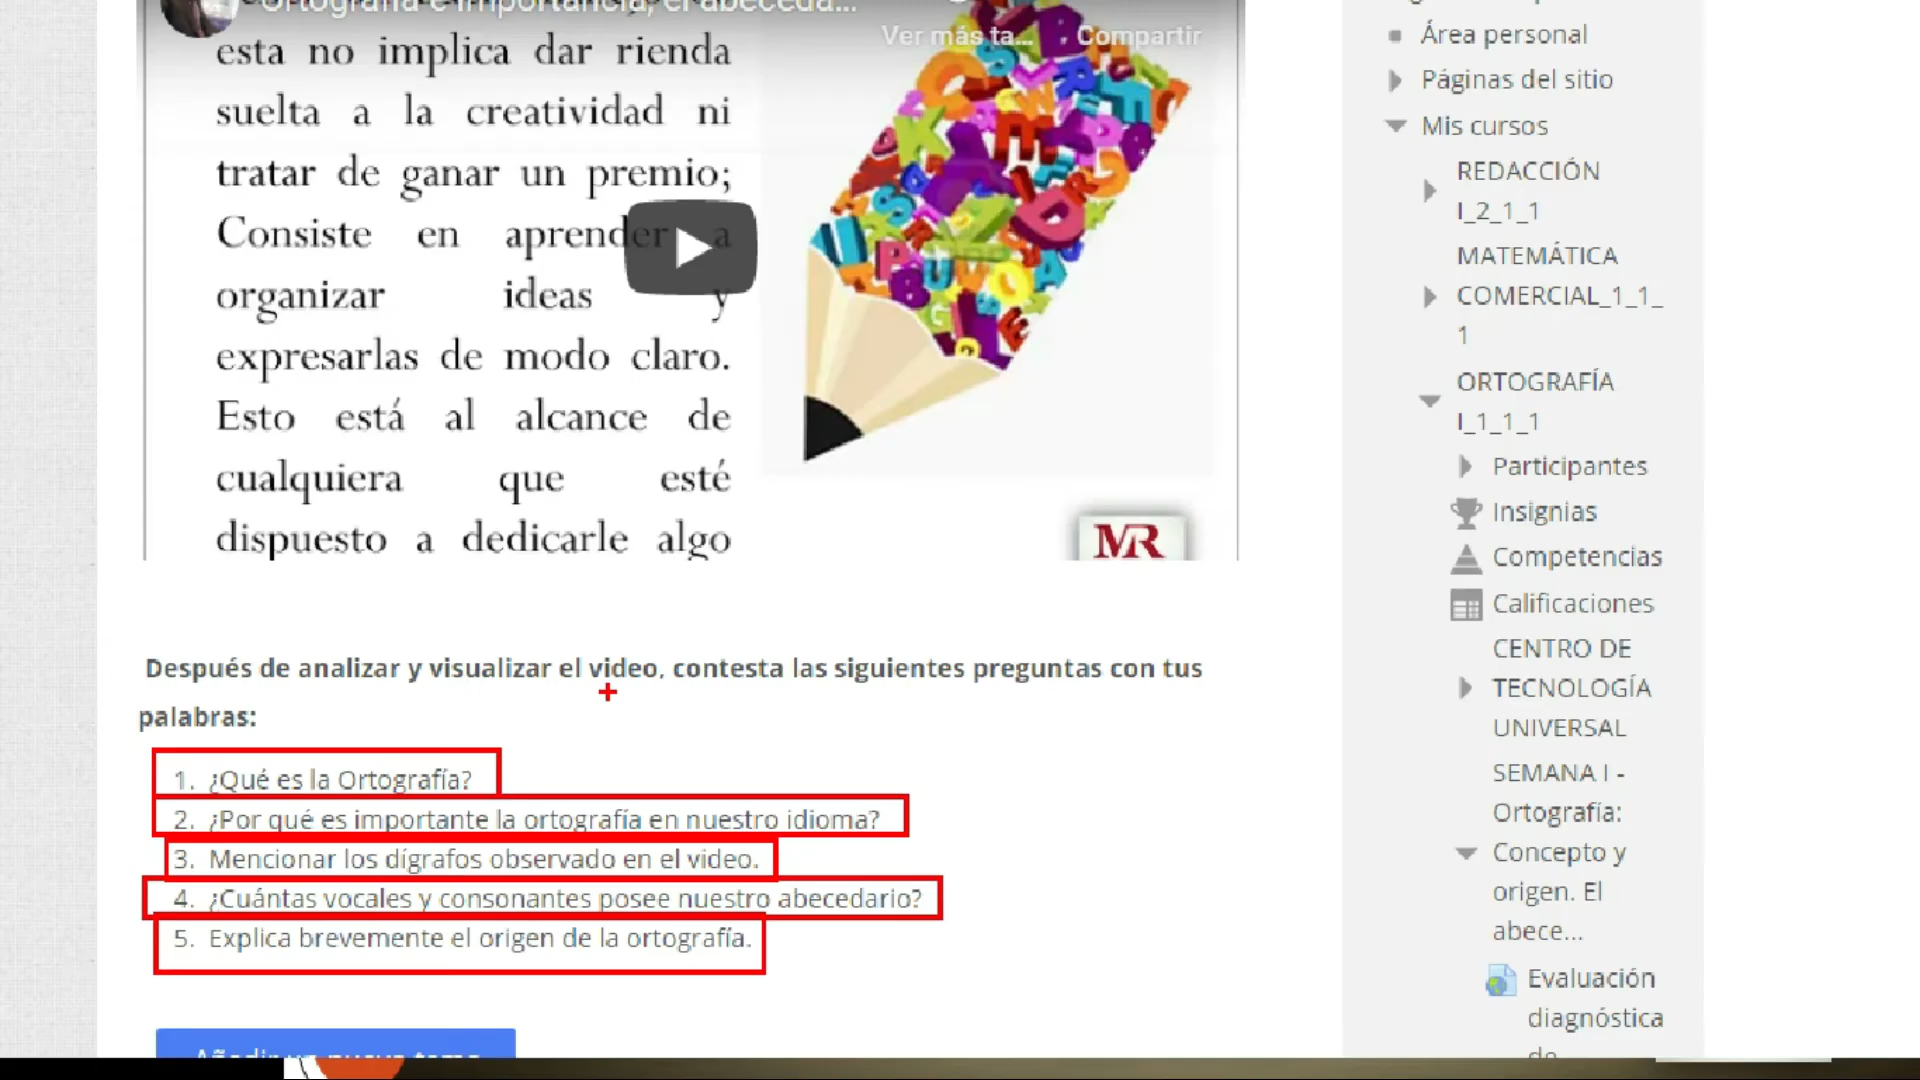 Ortografía e importancia, el abeceda...
Ver más ta...
Compartir
esta no implica dar rienda
suelta a la creatividad ni
tratar de ganar un premio;
Consiste en aprender a
organizar ideas y
expresarlas de modo claro.
Esto está al alcance de
cualquiera que esté
dispuesto a dedicarle algo
MR
Después de analizar y visualizar el video, contesta las siguientes preguntas con tus
palabras:
1. ¿Qué es la Ortografía?
2. ¿Por qué es importante la ortografía en nuestro idioma?
3. Mencionar los dígrafos observado en el video.
4. ¿Cuántas vocales y consonantes posee nuestro abecedario?
5. Explica brevemente el origen de la ortografía.
Área personal
Páginas del sitio
Mis cursos
REDACCIÓN
I_2_1_1
MATEMÁTICA
COMERCIAL_1_1_
1
ORTOGRAFÍA
I_1_1_1
Participantes
Insignias
Competencias
Calificaciones
CENTRO DE
TECNOLOGÍA
UNIVERSAL
SEMANA I -
Ortografía:
Concepto y
origen. El
abece...
Evaluación
diagnóstica
de